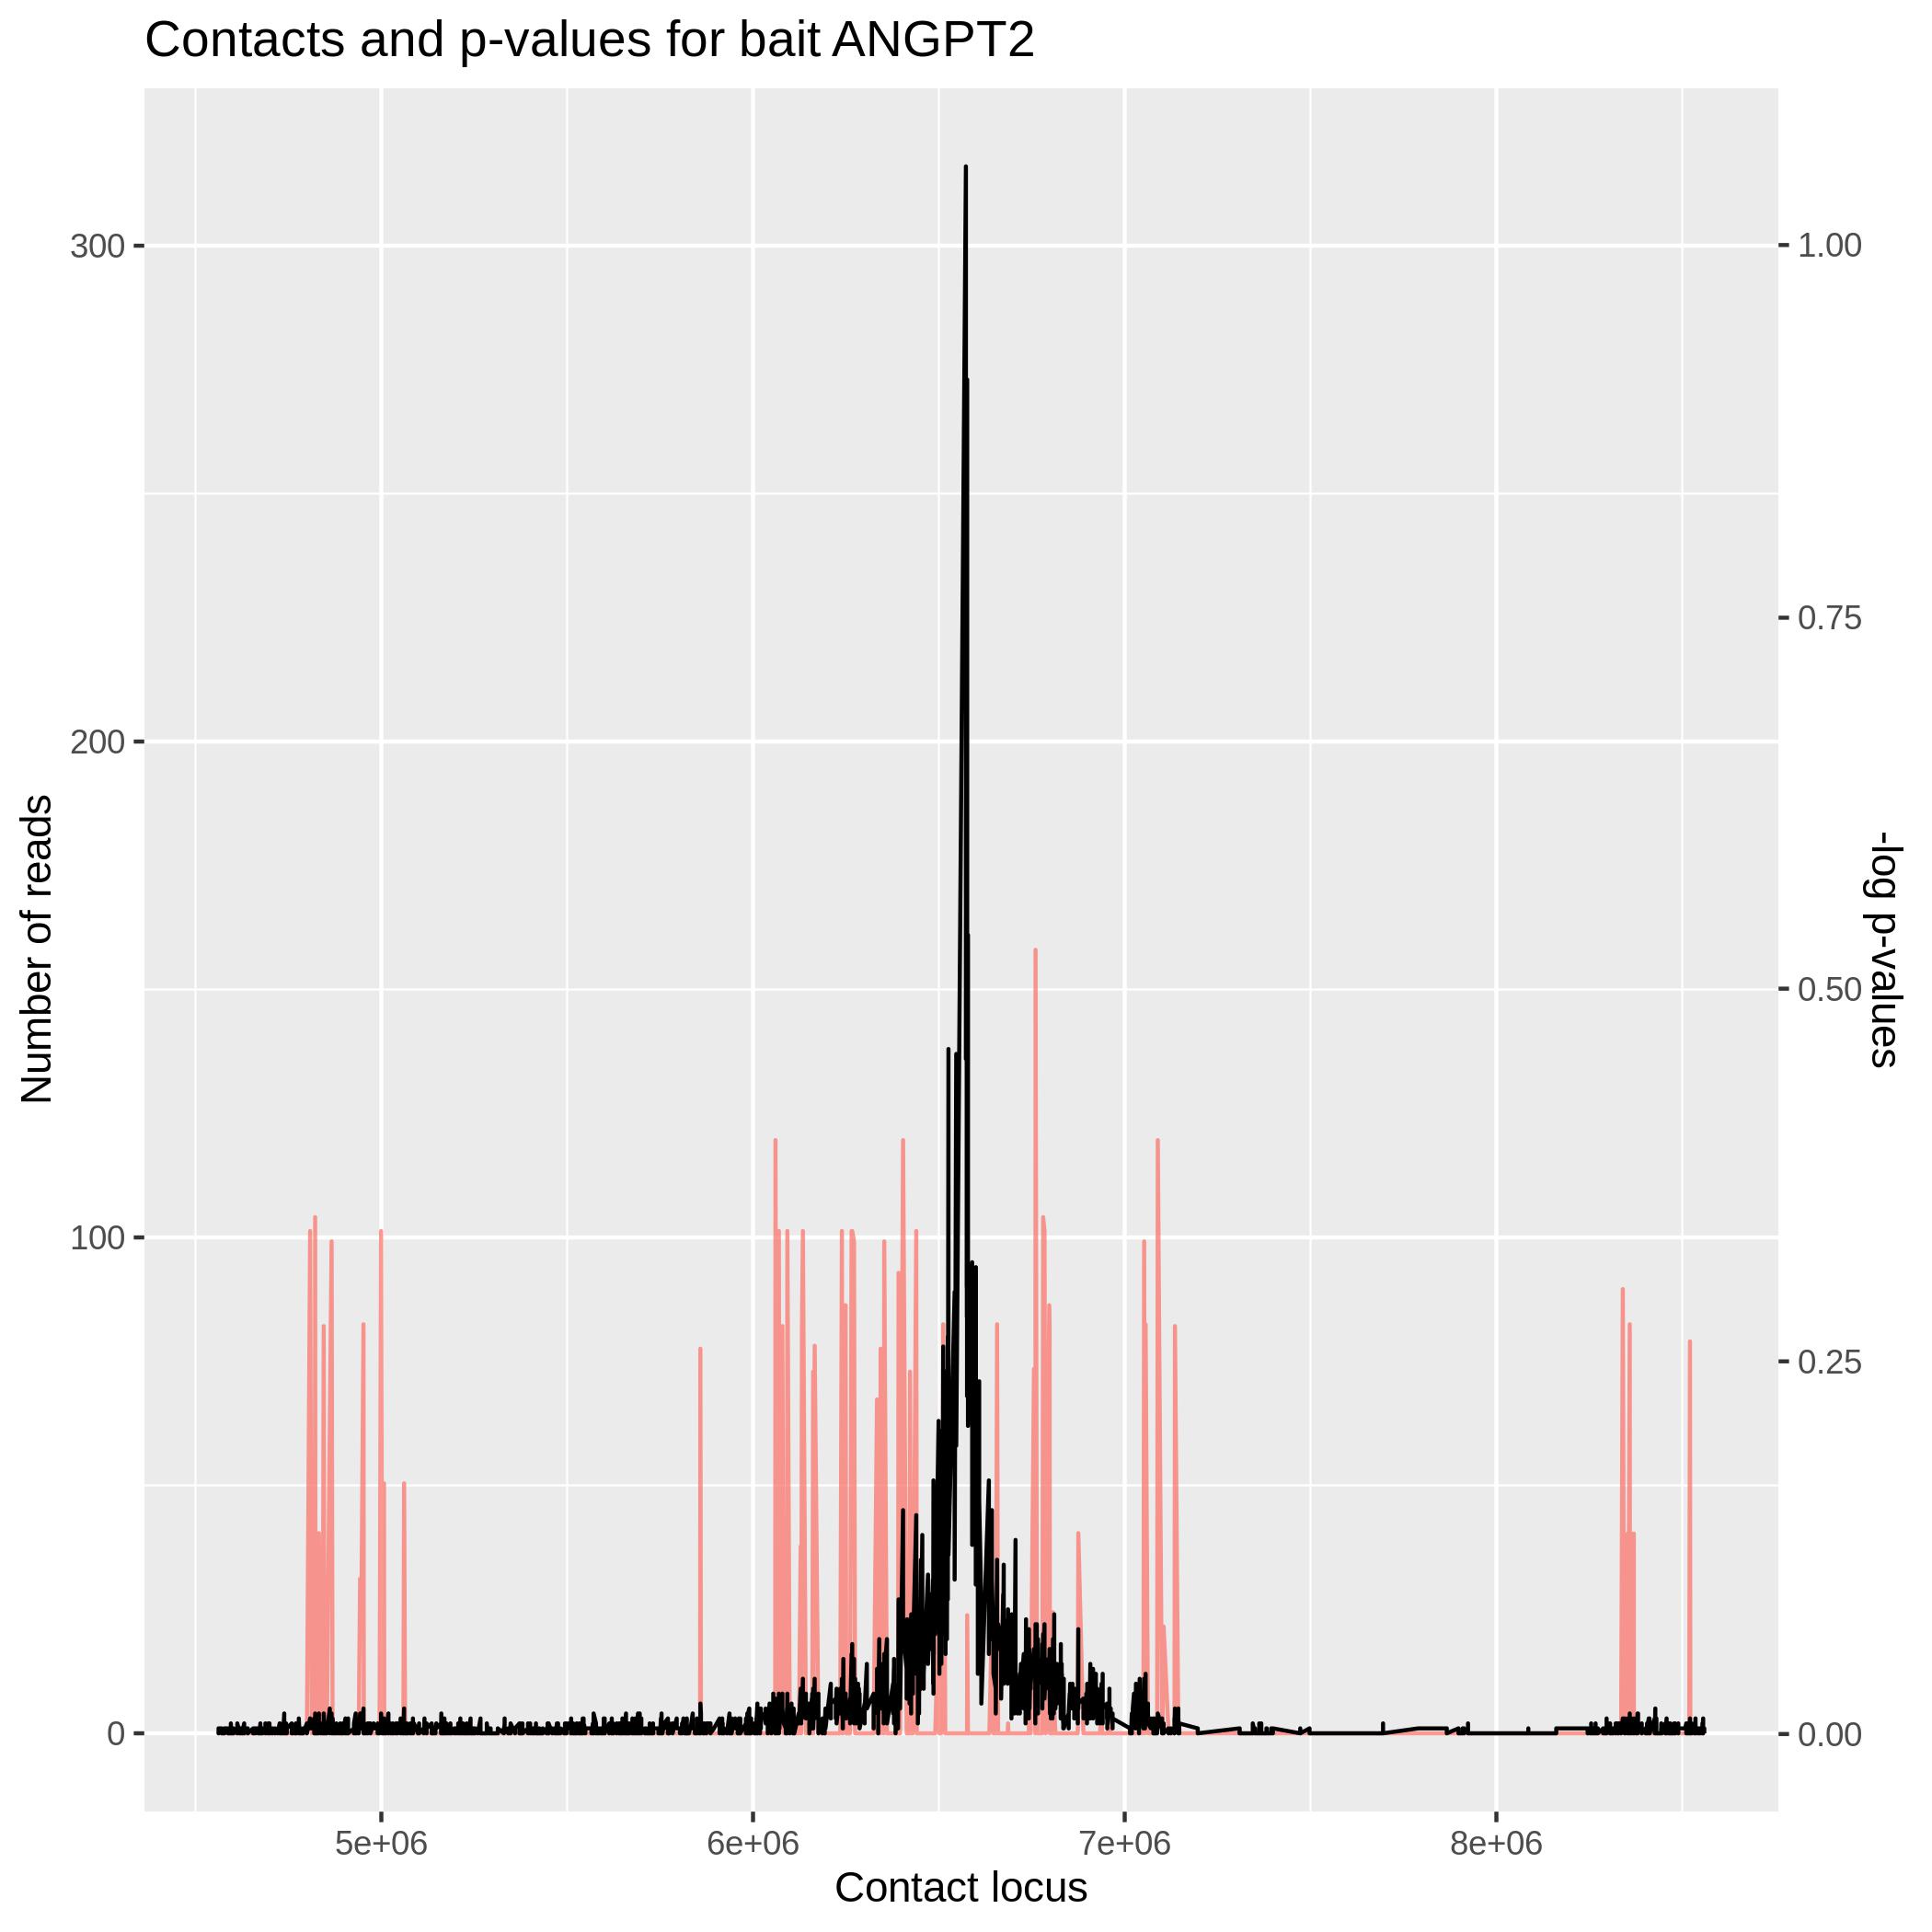 Contacts and p-values for bait ANGPT2
Number of reads
300
200
100
0
1.00
0.75
0.50
0.25
0.00
-log p-values
5e+06 6e+06 7e+06 8e+06
Contact locus